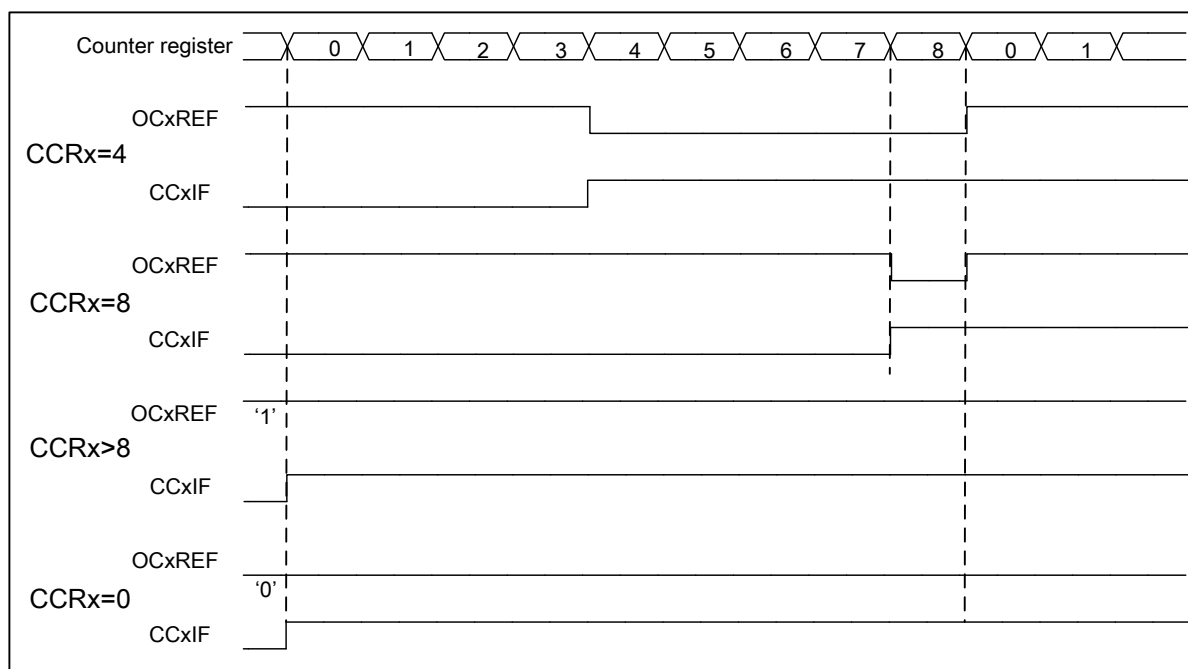 Counter register 0 1 2 3 4 5 6 7 8 0 1
OCxREF
CCRx=4
CCxIF
OCxREF
CCRx=8
CCxIF
OCxREF ‘1’
CCRx>8
CCxIF
OCxREF
‘0’
CCRx=0
CCxIF